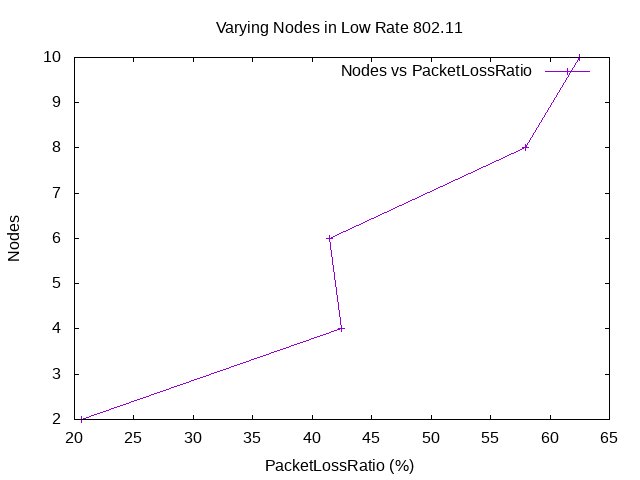 Varying Nodes in Low Rate 802.11
Nodes vs PacketLossRatio
10
9
8
7
6
5
4
3
2
Nodes
20 25 30 35 40 45 50 55 60 65
PacketLossRatio (%)